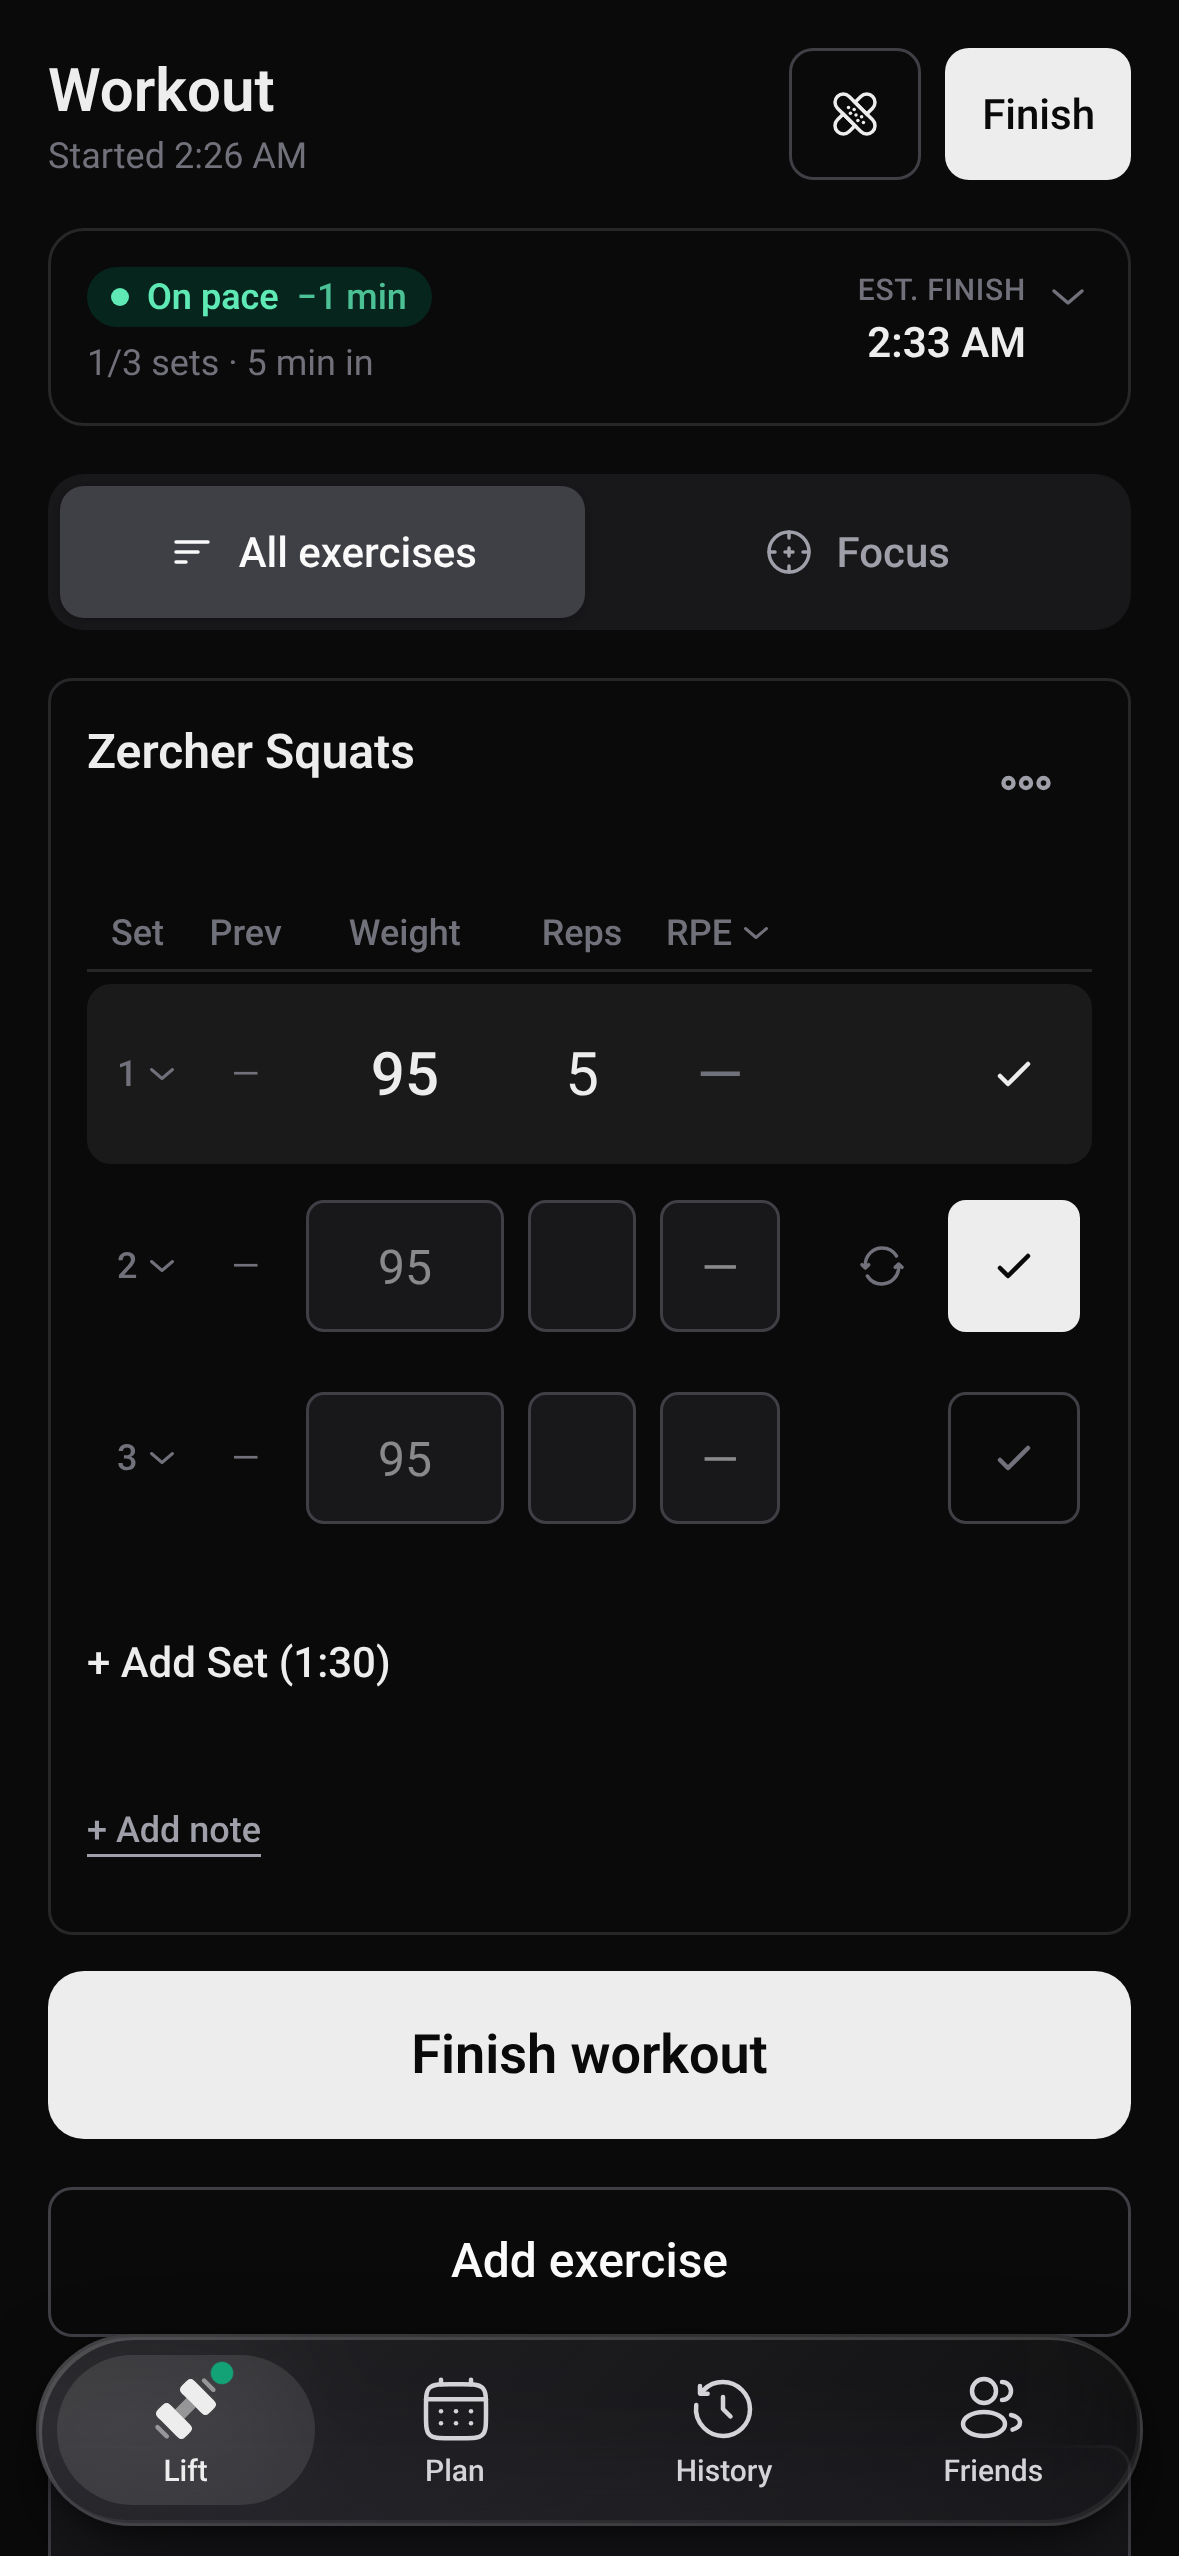 Workout
Finish
Started 2:26 AM
On pace −1 min
EST. FINISH
2:33 AM
1/3 sets · 5 min in
All exercises
Focus
Zercher Squats
Set Prev Weight Reps RPE
1 — 95 5 —
2 — 95 —
3 — 95 —
+ Add Set (1:30)
+ Add note
Finish workout
Add exercise
Lift Plan History Friends